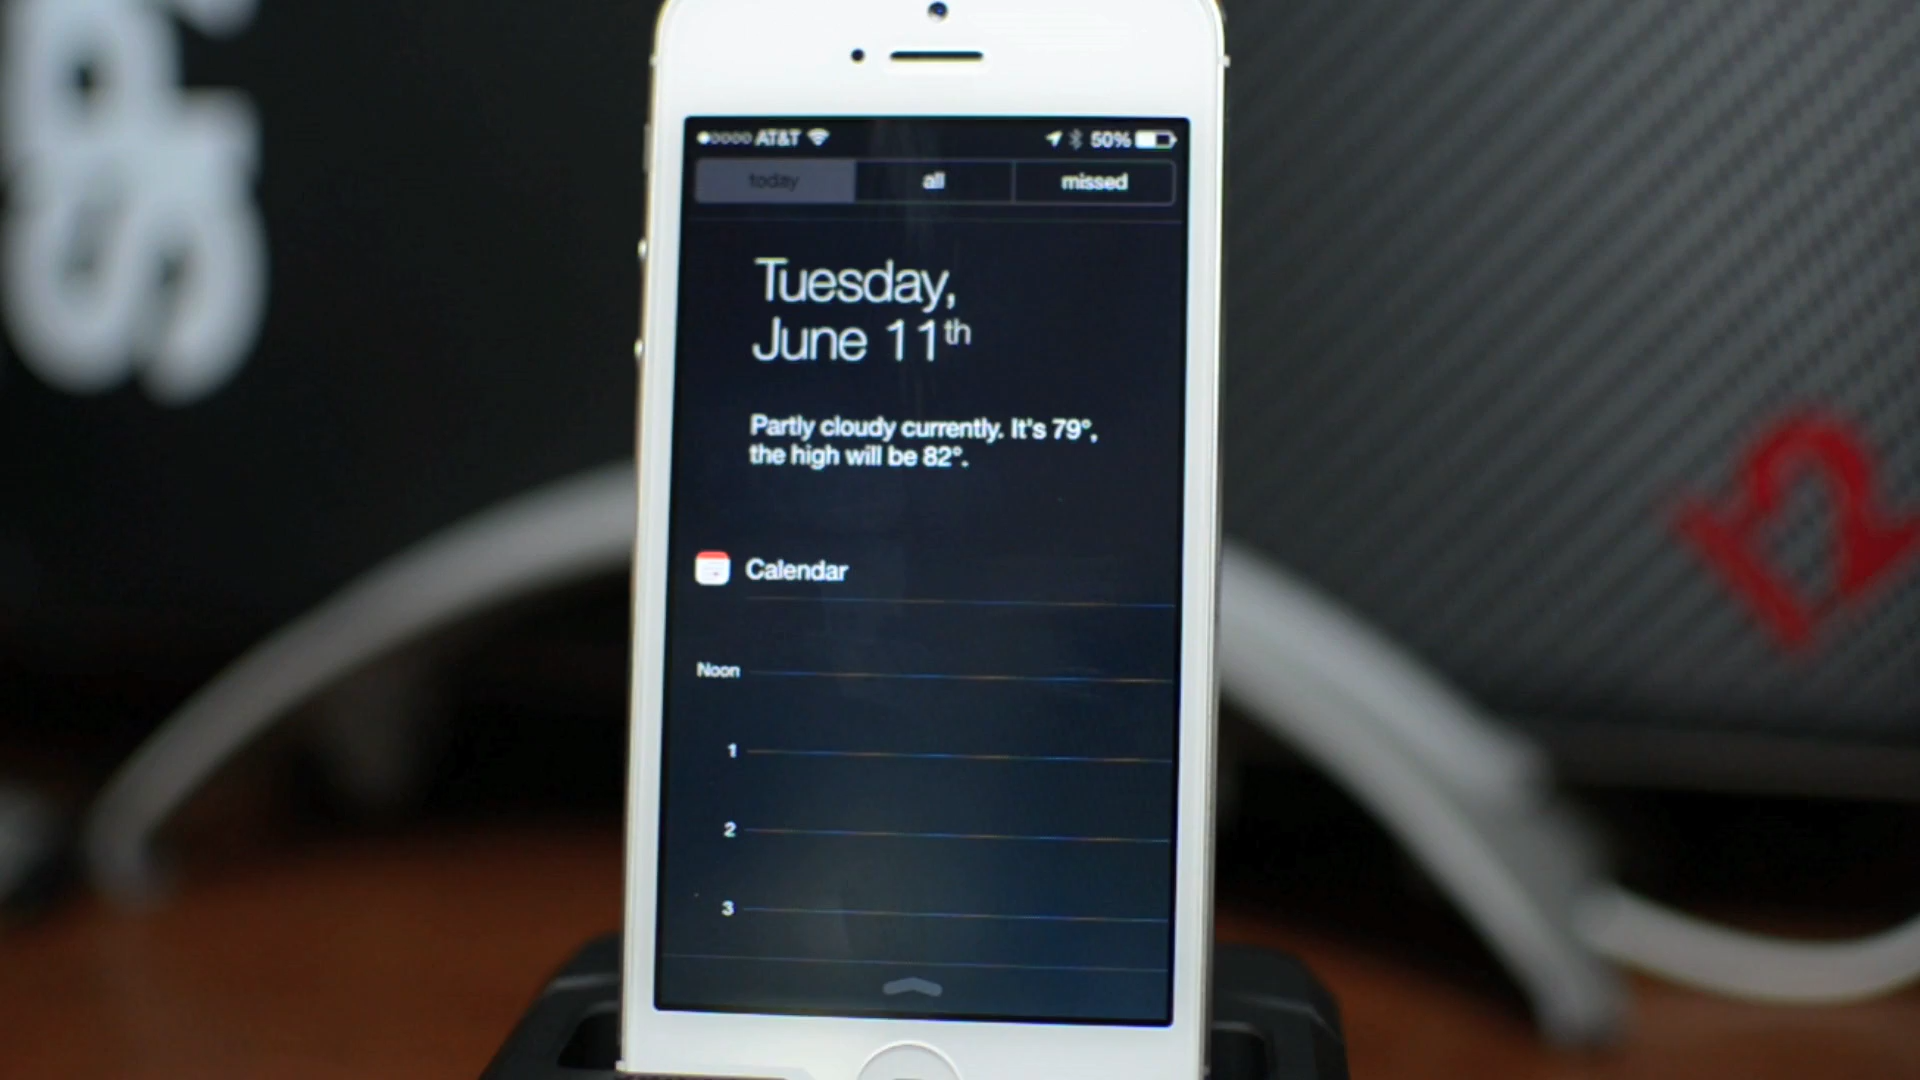 AT&T 50%
today all missed
Tuesday,
June 11th
Partly cloudy currently. It's 79°,
the high will be 82°.
Calendar
Noon
1
2
3